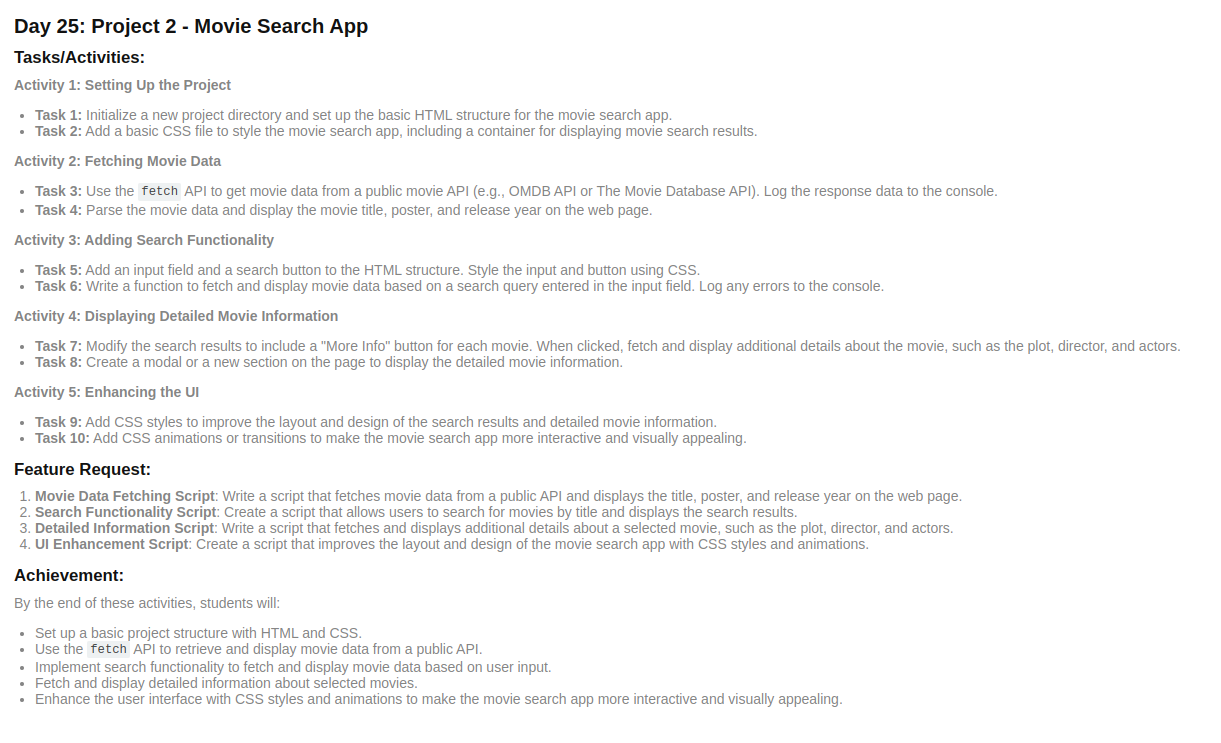 Day 25: Project 2 - Movie Search App
Tasks/Activities:
Activity 1: Setting Up the Project
• Task 1: Initialize a new project directory and set up the basic HTML structure for the movie search app.
• Task 2: Add a basic CSS file to style the movie search app, including a container for displaying movie search results.
Activity 2: Fetching Movie Data
• Task 3: Use the fetch API to get movie data from a public movie API (e.g., OMDB API or The Movie Database API). Log the response data to the console.
• Task 4: Parse the movie data and display the movie title, poster, and release year on the web page.
Activity 3: Adding Search Functionality
• Task 5: Add an input field and a search button to the HTML structure. Style the input and button using CSS.
• Task 6: Write a function to fetch and display movie data based on a search query entered in the input field. Log any errors to the console.
Activity 4: Displaying Detailed Movie Information
• Task 7: Modify the search results to include a "More Info" button for each movie. When clicked, fetch and display additional details about the movie, such as the plot, director, and actors.
• Task 8: Create a modal or a new section on the page to display the detailed movie information.
Activity 5: Enhancing the UI
• Task 9: Add CSS styles to improve the layout and design of the search results and detailed movie information.
• Task 10: Add CSS animations or transitions to make the movie search app more interactive and visually appealing.
Feature Request:
1. Movie Data Fetching Script: Write a script that fetches movie data from a public API and displays the title, poster, and release year on the web page.
2. Search Functionality Script: Create a script that allows users to search for movies by title and displays the search results.
3. Detailed Information Script: Write a script that fetches and displays additional details about a selected movie, such as the plot, director, and actors.
4. UI Enhancement Script: Create a script that improves the layout and design of the movie search app with CSS styles and animations.
Achievement:
By the end of these activities, students will:
• Set up a basic project structure with HTML and CSS.
• Use the fetch API to retrieve and display movie data from a public API.
• Implement search functionality to fetch and display movie data based on user input.
• Fetch and display detailed information about selected movies.
• Enhance the user interface with CSS styles and animations to make the movie search app more interactive and visually appealing.